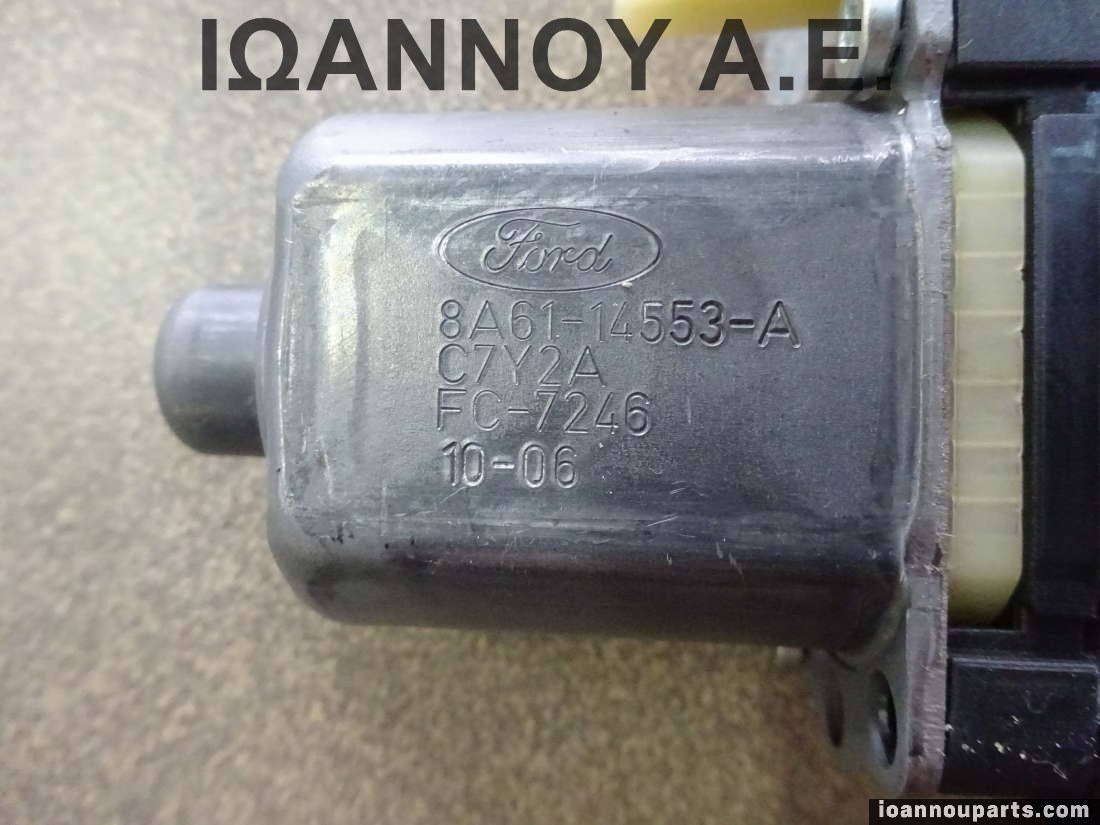 ΙΩΑΝΝΟΥ Α.Ε.
Ford
8A61-14553-A
C7Y2A
FC-7246
10-06
ioannouparts.com